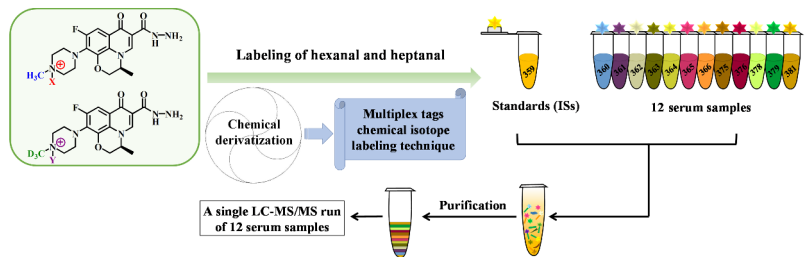 O O
F
N–NH₂
H
N
N
H₃C
N
⊕
X
O
O O
F
N–NH₂
H
N
N
D₃C
N
⊕
Y
O
Labeling of hexanal and heptanal
Chemical
derivatization
Multiplex tags
chemical isotope
labeling technique
359
Standards (ISs)
360 361 362 363 364 365 366 375 376 378 379 381
12 serum samples
Purification
A single LC-MS/MS run
of 12 serum samples